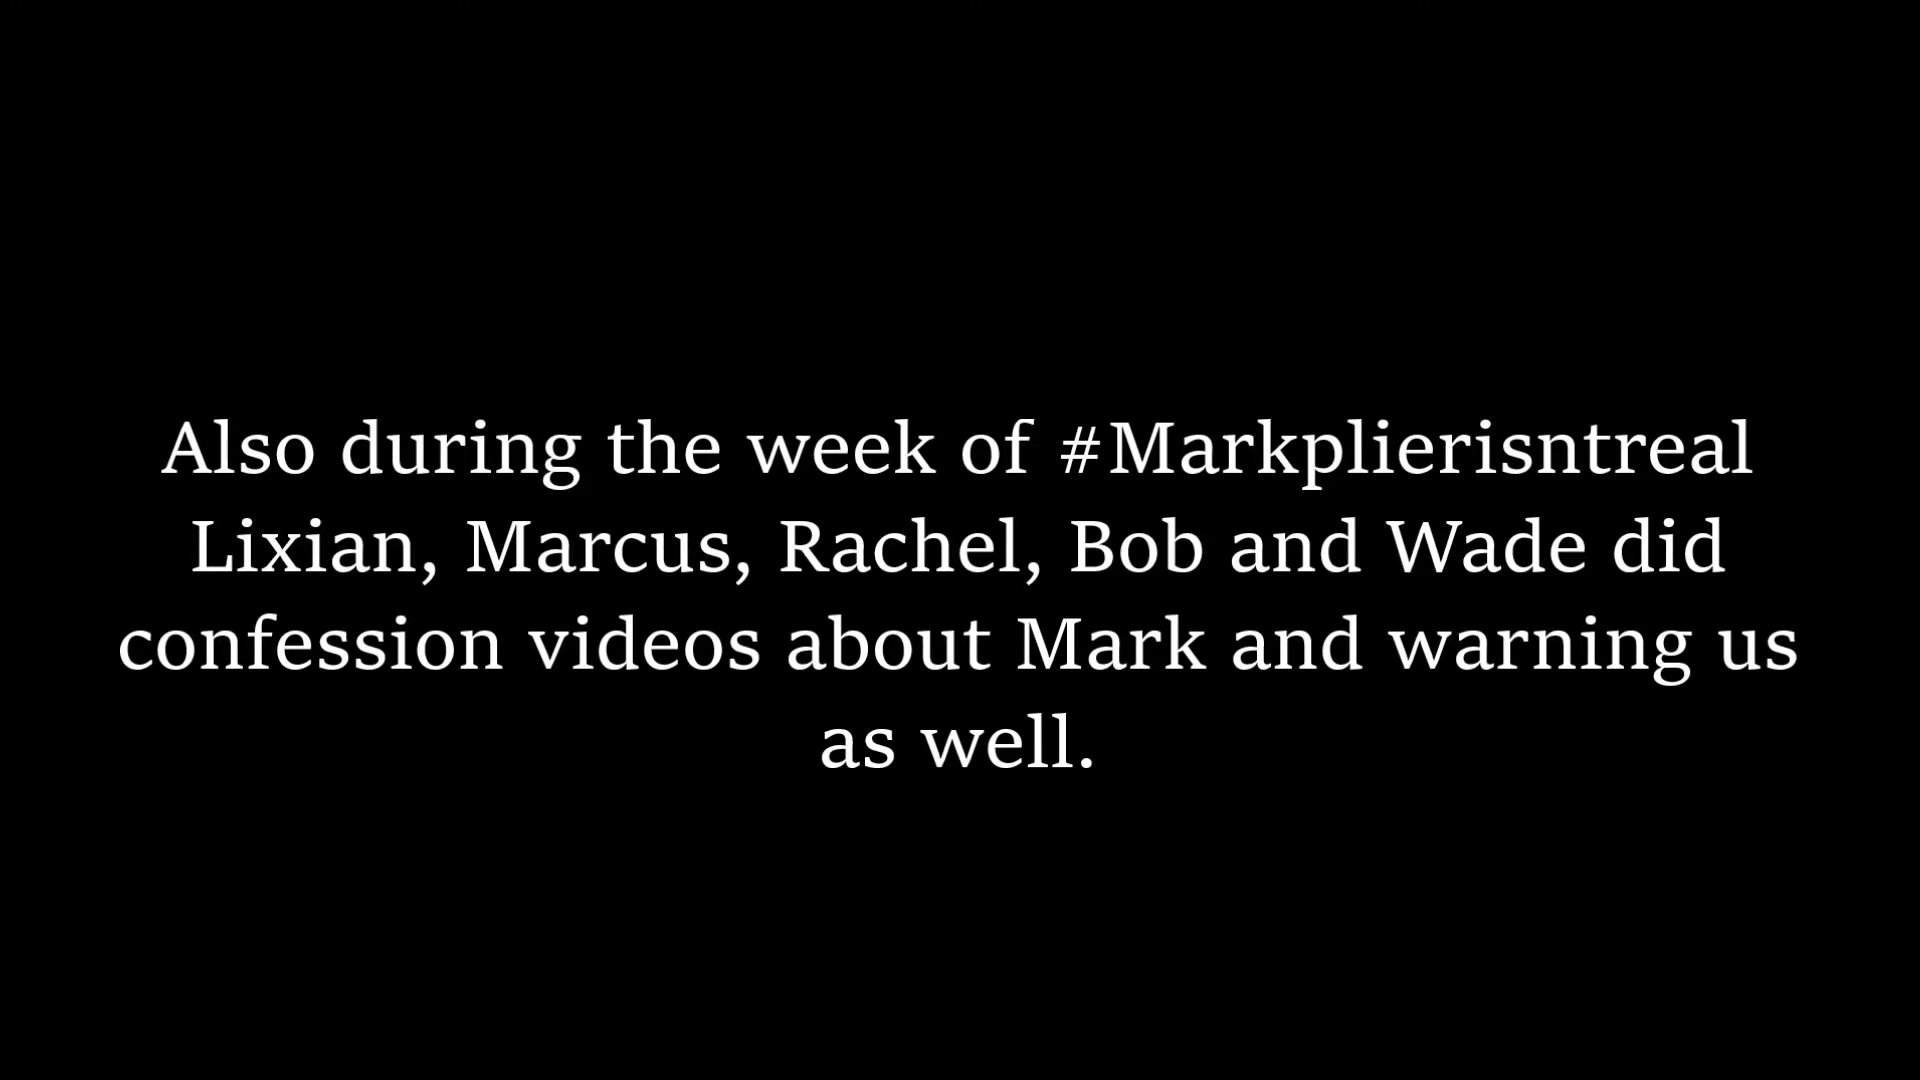 Also during the week of #Markplierisntreal
Lixian, Marcus, Rachel, Bob and Wade did
confession videos about Mark and warning us
as well.